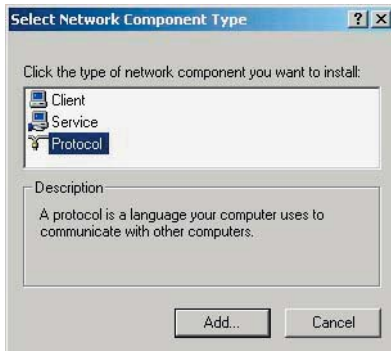 Select Network Component Type
Click the type of network component you want to install:
Client
Service
Protocol
Description
A protocol is a language your computer uses to
communicate with other computers.
Add...
Cancel